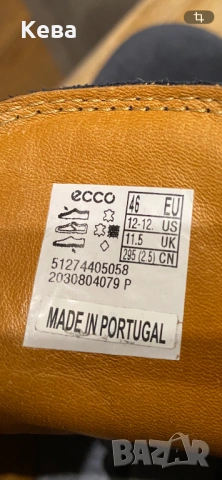 Keba
ecco
46 EU
12-12. US
11.5 UK
295 (2.5) CN
51274405058
2030804079 P
MADE IN PORTUGAL
BAZAR